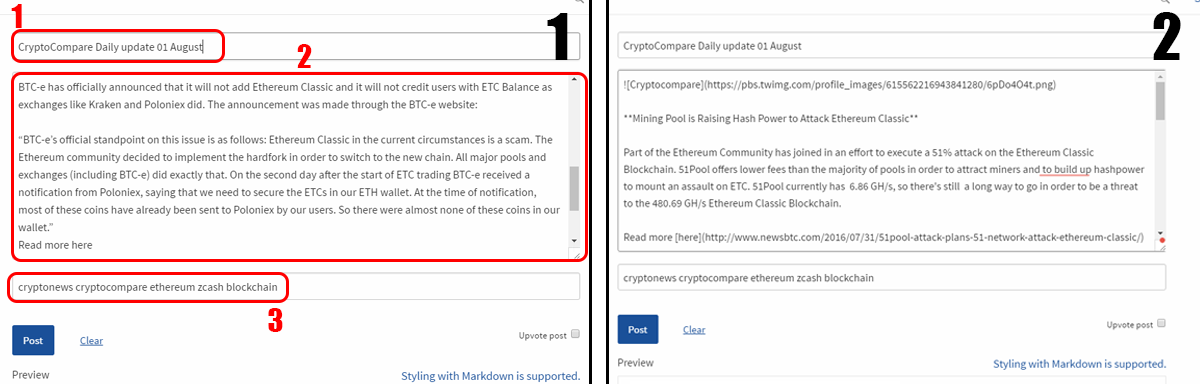 1
1
CryptoCompare Daily update 01 August
2
BTC-e has officially announced that it will not add Ethereum Classic and it will not credit users with ETC Balance as
exchanges like Kraken and Poloniex did. The announcement was made through the BTC-e website:
“BTC-e’s official standpoint on this issue is as follows: Ethereum Classic in the current circumstances is a scam. The
Ethereum community decided to implement the hardfork in order to switch to the new chain. All major pools and
exchanges (including BTC-e) did exactly that. On the second day after the start of ETC trading BTC-e received a
notification from Poloniex, saying that we need to secure the ETCs in our ETH wallet. At the time of notification,
most of these coins have already been sent to Poloniex by our users. So there were almost none of these coins in our
wallet.”
Read more here
cryptonews cryptocompare ethereum zcash blockchain
3
Post
Clear
Upvote post
Preview
Styling with Markdown is supported.
2
CryptoCompare Daily update 01 August
![Cryptocompare](https://pbs.twimg.com/profile_images/615562216943841280/6pDo4O4t.png)
**Mining Pool is Raising Hash Power to Attack Ethereum Classic**
Part of the Ethereum Community has joined in an effort to execute a 51% attack on the Ethereum Classic
Blockchain. 51Pool offers lower fees than the majority of pools in order to attract miners and to build up hashpower
to mount an assault on ETC. 51Pool currently has 6.86 GH/s, so there's still a long way to go in order to be a threat
to the 480.69 GH/s Ethereum Classic Blockchain.
Read more [here](http://www.newsbtc.com/2016/07/31/51pool-attack-plans-51-network-attack-ethereum-classic/)
cryptonews cryptocompare ethereum zcash blockchain
Post
Clear
Upvote post
Preview
Styling with Markdown is supported.